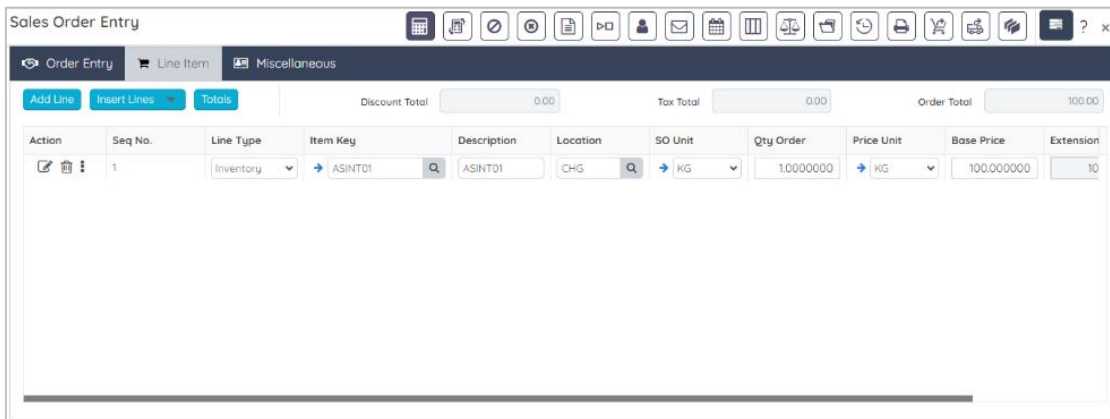 Sales Order Entry
?
×
Order Entry Line Item Miscellaneous
Add Line Insert Lines Totals Discount Total 0.00 Tax Total 0.00 Order Total 100.00
Action Seq No. Line Type Item Key Description Location SO Unit Qty Order Price Unit Base Price Extension
1 Inventory ASINT01 ASINT01 CHG KG 1.0000000 KG 100.000000 10